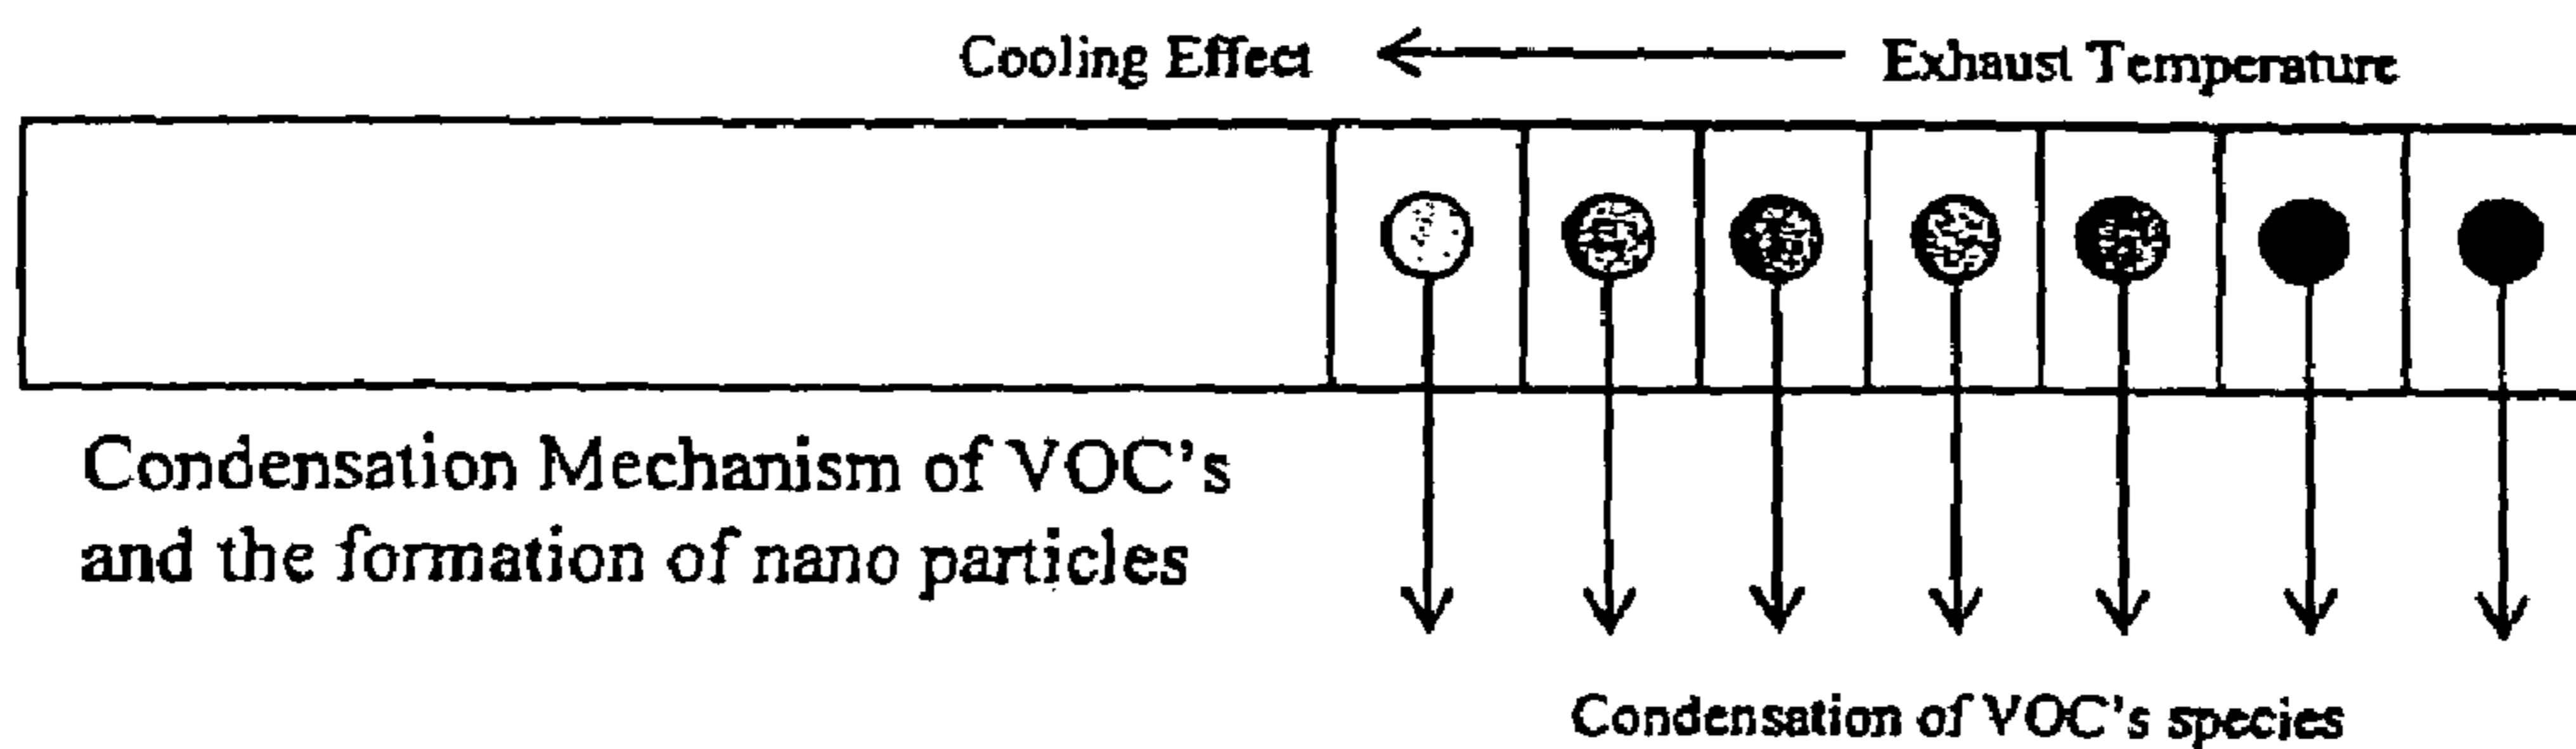 Cooling Effect
Exhaust Temperature
Condensation Mechanism of VOC's
and the formation of nano particles
Condensation of VOC's species